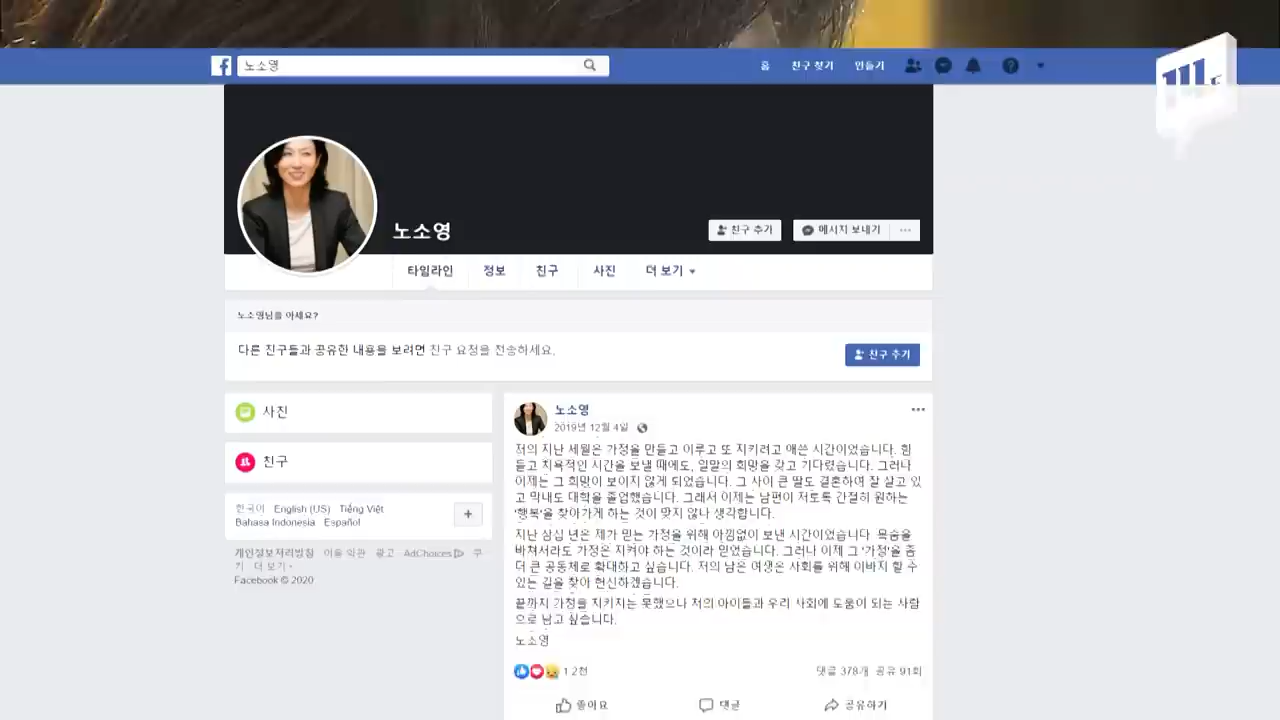 노소영
홈 친구 찾기 만들기
노소영
친구 추가 메시지 보내기
타임라인 정보 친구 사진 더 보기
노소영님을 아세요?
다른 친구들과 공유한 내용을 보려면 친구 요청을 전송하세요.
친구 추가
사진
친구
한국어 English (US) Tiếng Việt
Bahasa Indonesia Español
개인정보처리방침 이용 약관 광고 AdChoices 쿠
키 더 보기
Facebook © 2020
노소영
2019년 12월 4일
저의 지난 세월은 가정을 만들고 이루고 또 지키려고 애쓴 시간이었습니다. 힘
들고 치욕적인 시간을 보낼 때에도, 일말의 희망을 갖고 기다렸습니다. 그러나
이제는 그 희망이 보이지 않게 되었습니다. 그 사이 큰 딸도 결혼하여 잘 살고 있
고 막내도 대학을 졸업했습니다. 그래서 이제는 남편이 저토록 간절히 원하는
'행복'을 찾아가게 하는 것이 맞지 않나 생각합니다.
지난 삼십 년은 제가 믿는 가정을 위해 아낌없이 보낸 시간이었습니다 목숨을
바쳐서라도 가정은 지켜야 하는 것이라 믿었습니다. 그러나 이제 그 '가정'을 좀
더 큰 공동체로 확대하고 싶습니다. 저의 남은 여생은 사회를 위해 이바지 할 수
있는 길을 찾아 헌신하겠습니다.
끝까지 가정을 지키지는 못했으나 저의 아이들과 우리 사회에 도움이 되는 사람
으로 남고 싶습니다.
노소영
1.2천
댓글 378개 공유 91회
좋아요 댓글 공유하기